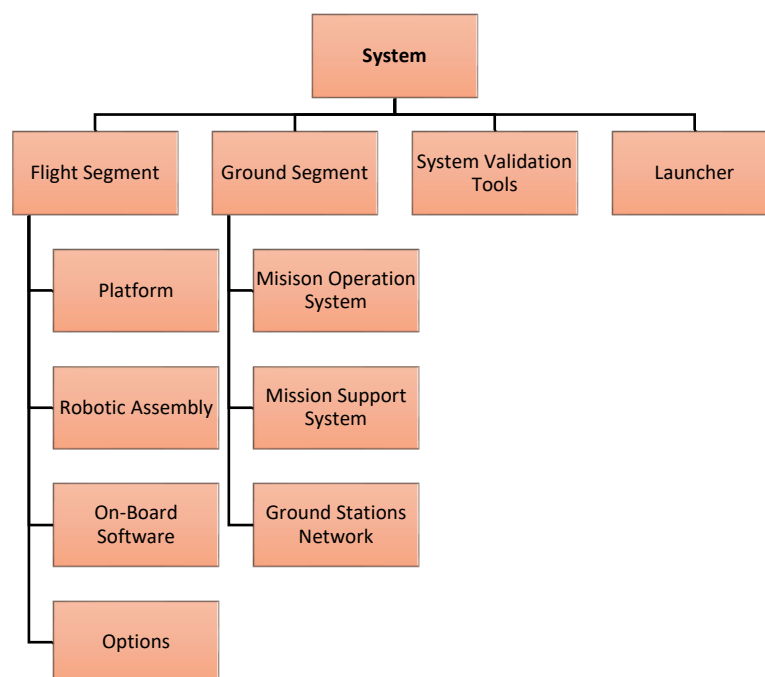 System
Flight Segment
Ground Segment
System Validation
Tools
Launcher
Platform
Misison Operation
System
Robotic Assembly
Mission Support
System
On-Board
Software
Ground Stations
Network
Options